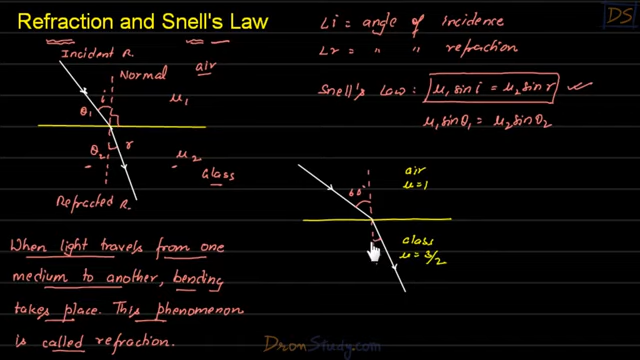 Refraction and Snell's Law
Incident R.
Normal
air
θ1
i
μ1
θ2
r
μ2
Glass
Refracted R.
When light travels from one
medium to another, bending
takes place. This phenomenon
is called refraction.
DS
∠i = angle of incidence
∠r = " " refraction
Snell's Law: μ1 sin i = μ2 sin r
μ1 sin θ1 = μ2 sin θ2
60°
air
μ=1
Glass
μ = 3/2
DronStudy.com